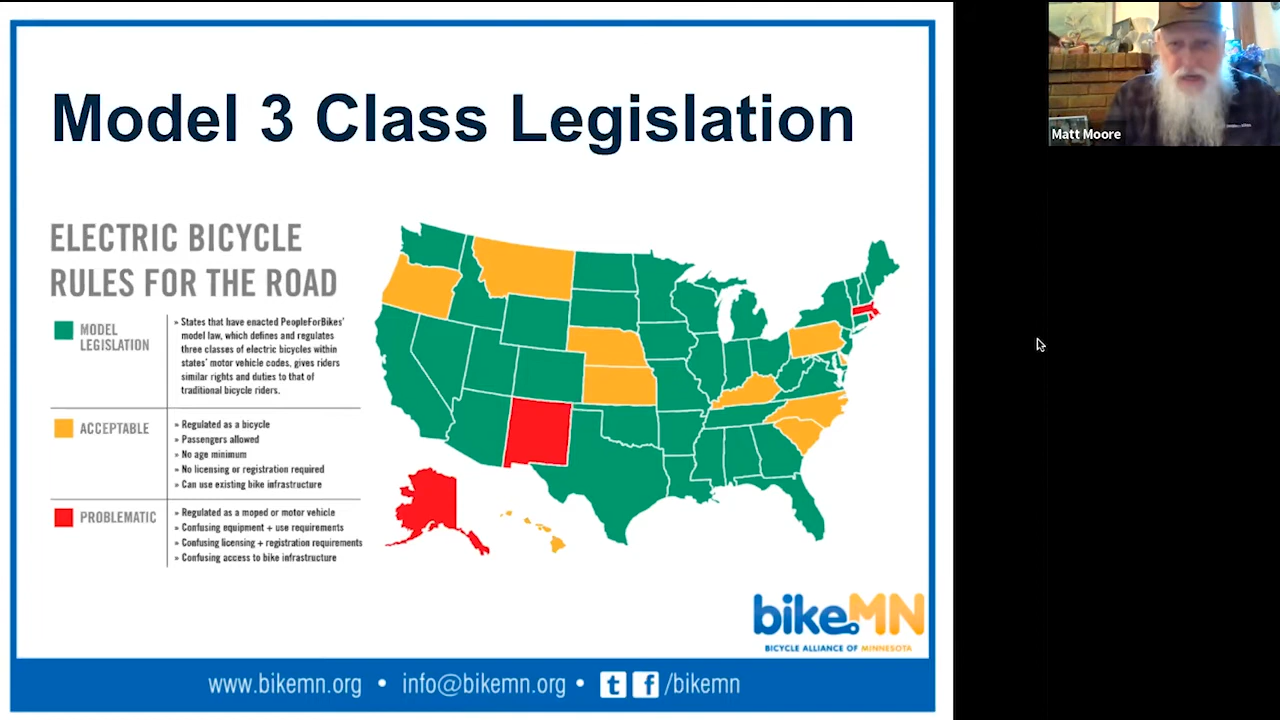 Model 3 Class Legislation
ELECTRIC BICYCLE
RULES FOR THE ROAD
MODEL
LEGISLATION
» States that have enacted PeopleForBikes'
model law, which defines and regulates
three classes of electric bicycles within
states' motor vehicle codes, gives riders
similar rights and duties to that of
traditional bicycle riders.
ACCEPTABLE
» Regulated as a bicycle
» Passengers allowed
» No age minimum
» No licensing or registration required
» Can use existing bike infrastructure
PROBLEMATIC
» Regulated as a moped or motor vehicle
» Confusing equipment + use requirements
» Confusing licensing + registration requirements
» Confusing access to bike infrastructure
bikeMN
BICYCLE ALLIANCE OF MINNESOTA
www.bikemn.org • info@bikemn.org • t f /bikemn
Matt Moore